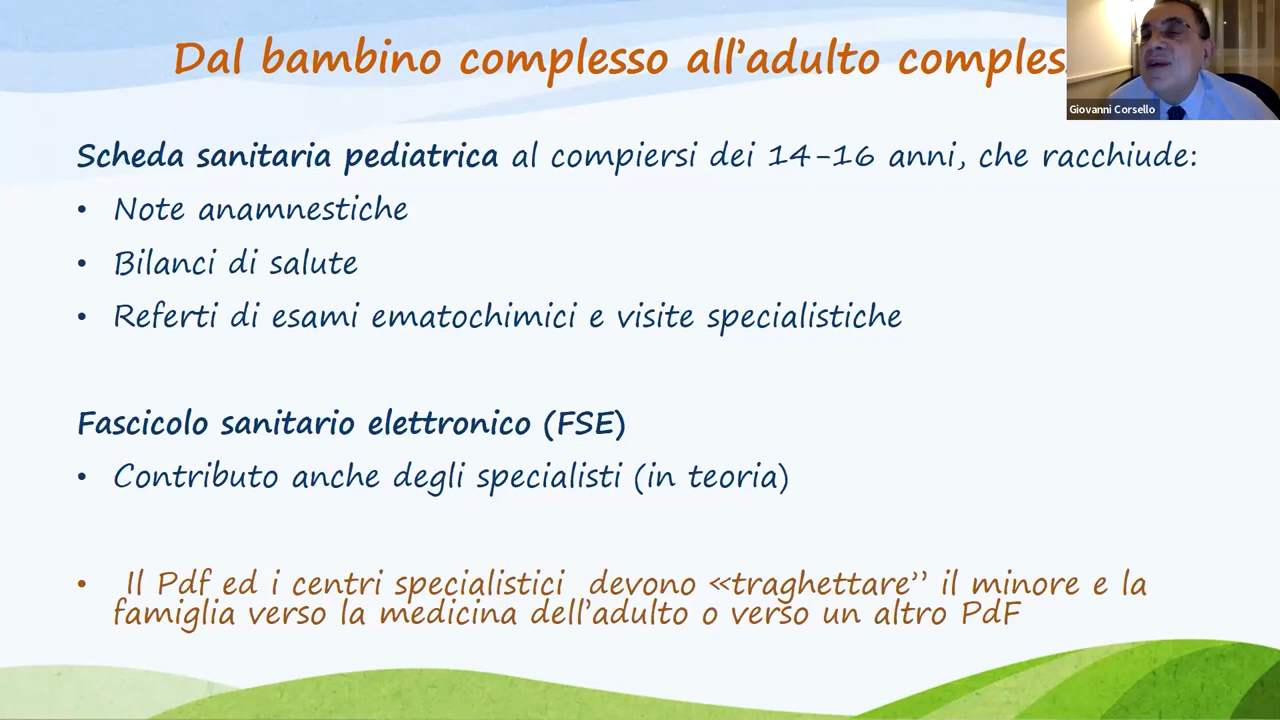 Dal bambino complesso all'adulto comples
Giovanni Corsello
Scheda sanitaria pediatrica al compiersi dei 14-16 anni, che racchiude:
• Note anamnestiche
• Bilanci di salute
• Referti di esami ematochimici e visite specialistiche
Fascicolo sanitario elettronico (FSE)
• Contributo anche degli specialisti (in teoria)
• Il Pdf ed i centri specialistici devono «traghettare” il minore e la
famiglia verso la medicina dell'adulto o verso un altro PdF